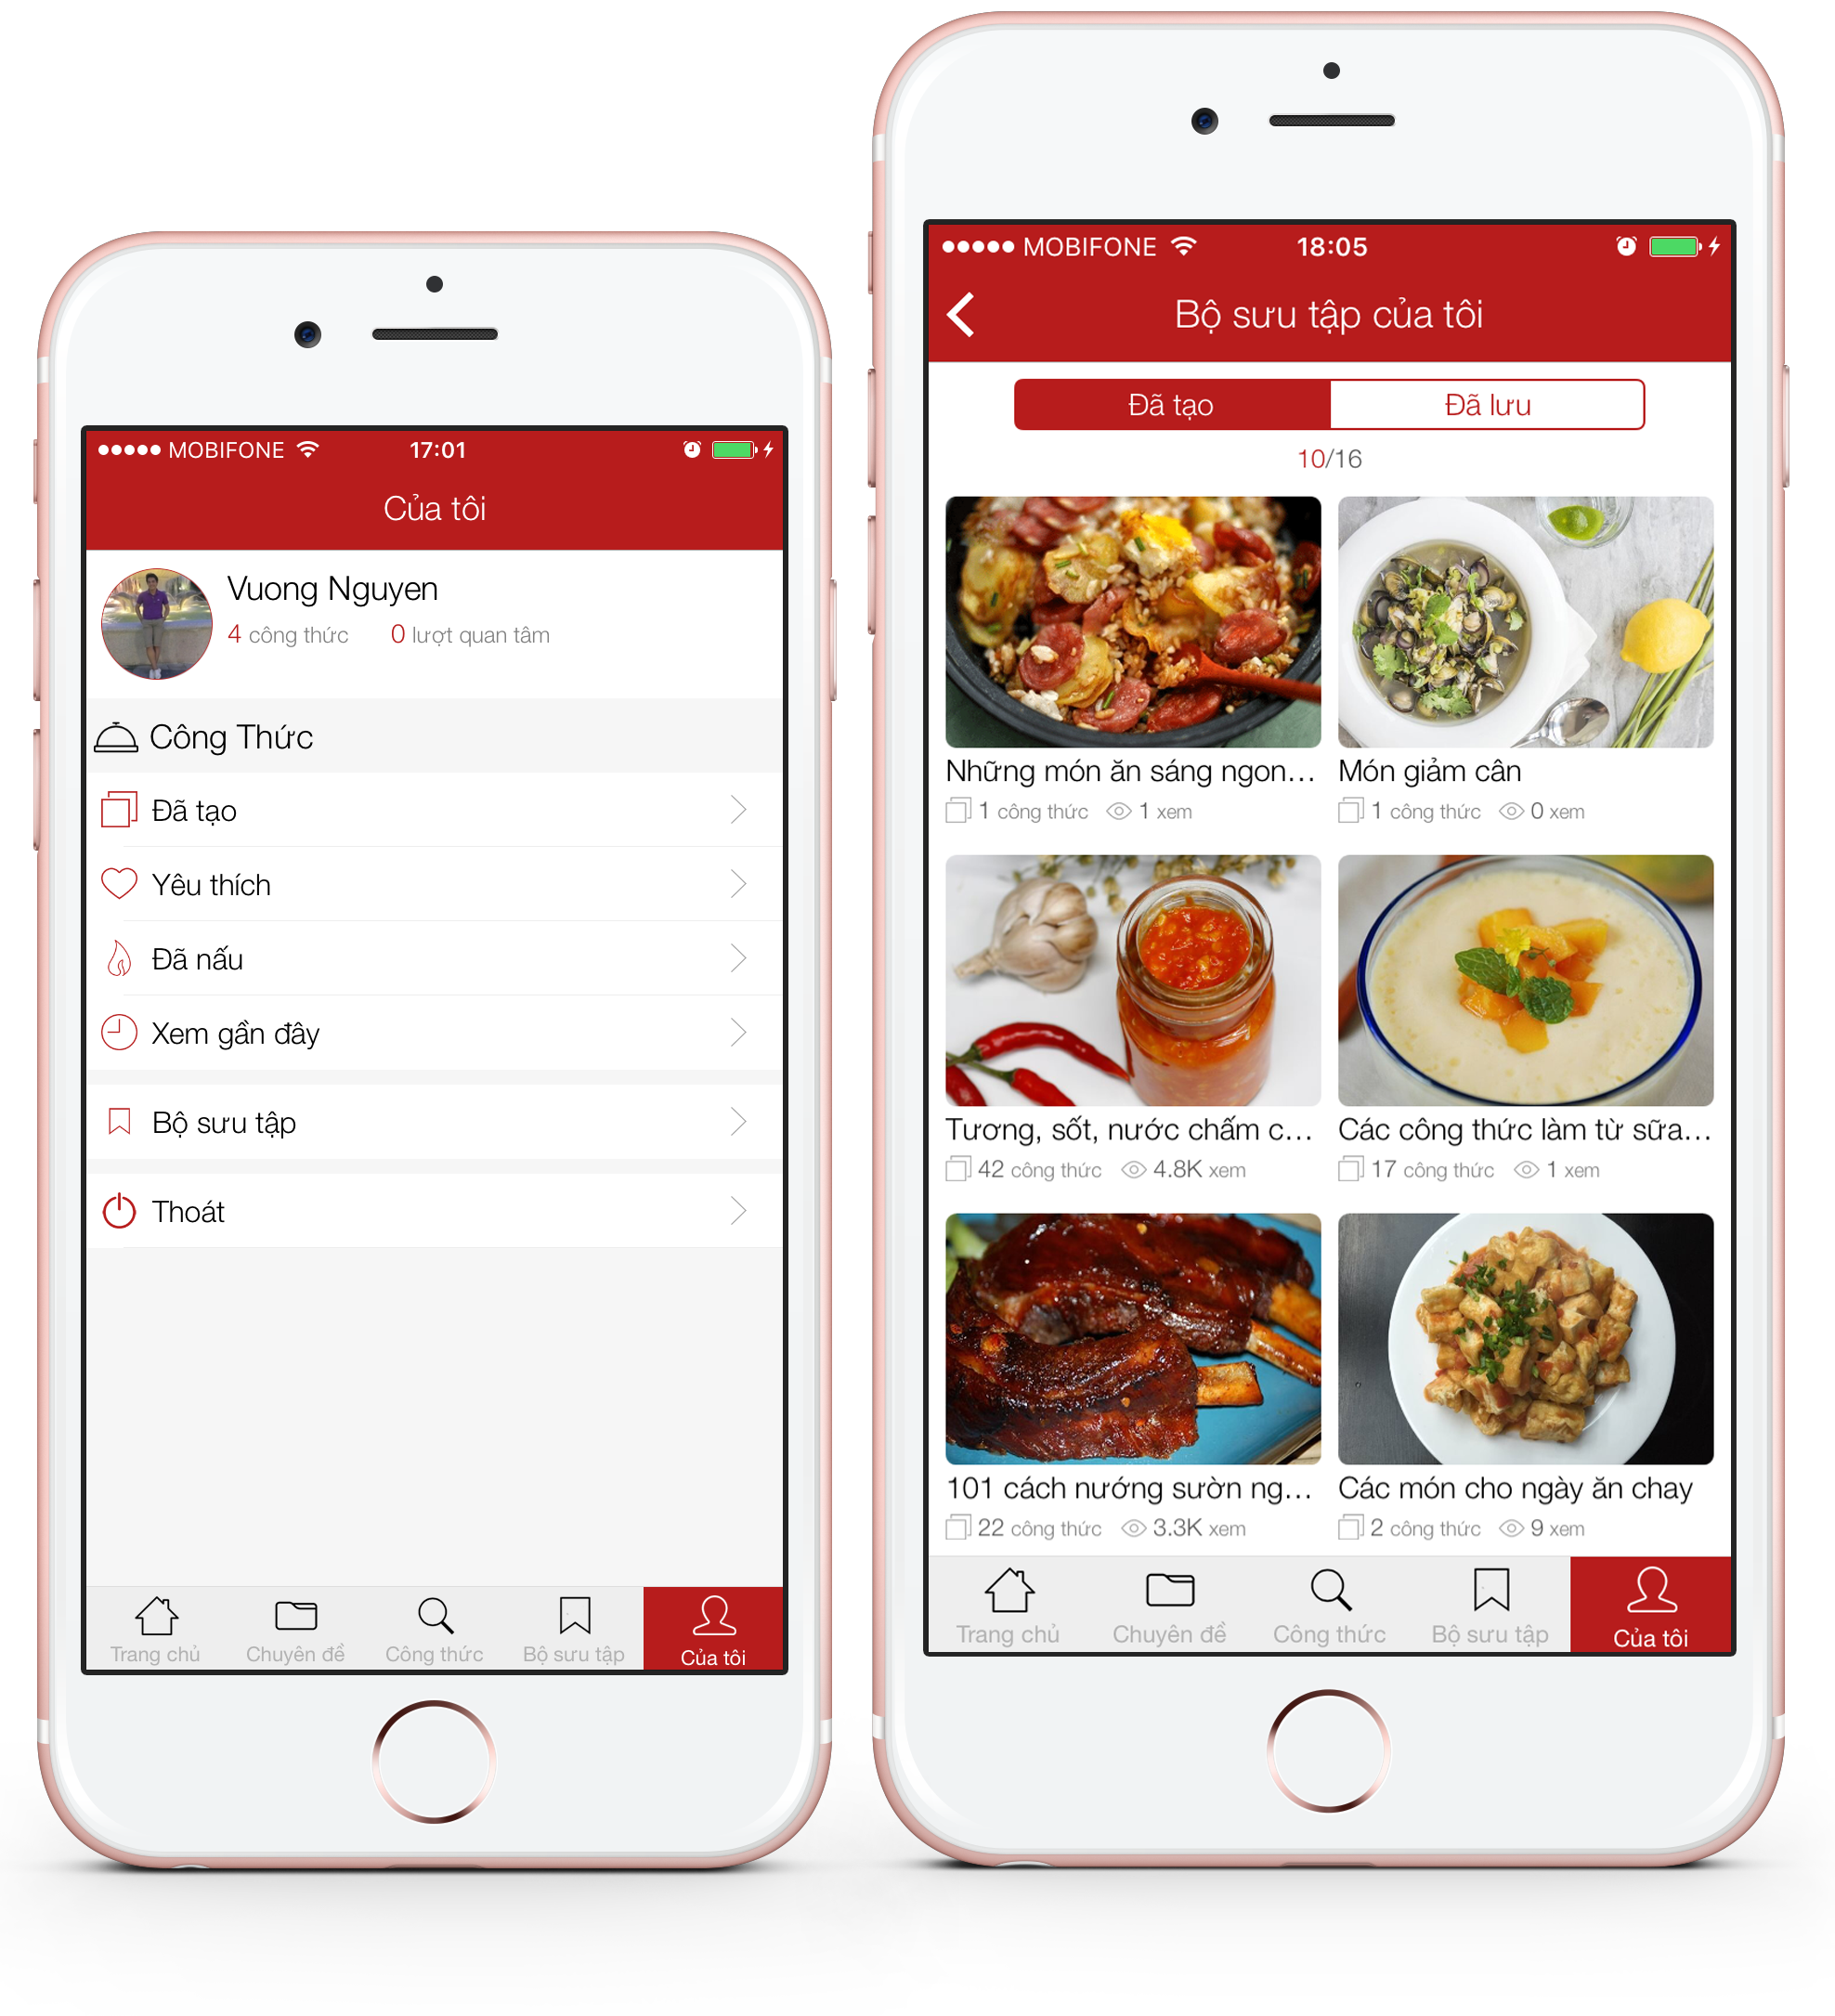 MOBIFONE 17:01
Của tôi
Vuong Nguyen
4 công thức 0 lượt quan tâm
Công Thức
Đã tạo
Yêu thích
Đã nấu
Xem gần đây
Bộ sưu tập
Thoát
Trang chủ Chuyên đề Công thức Bộ sưu tập Của tôi
MOBIFONE 18:05
Bộ sưu tập của tôi
Đã tạo Đã lưu
10/16
Những món ăn sáng ngon... Món giảm cân
1 công thức 1 xem 1 công thức 0 xem
Tương, sốt, nước chấm c... Các công thức làm từ sữa...
42 công thức 4.8K xem 17 công thức 1 xem
101 cách nướng sườn ng... Các món cho ngày ăn chay
22 công thức 3.3K xem 2 công thức 9 xem
Trang chủ Chuyên đề Công thức Bộ sưu tập Của tôi